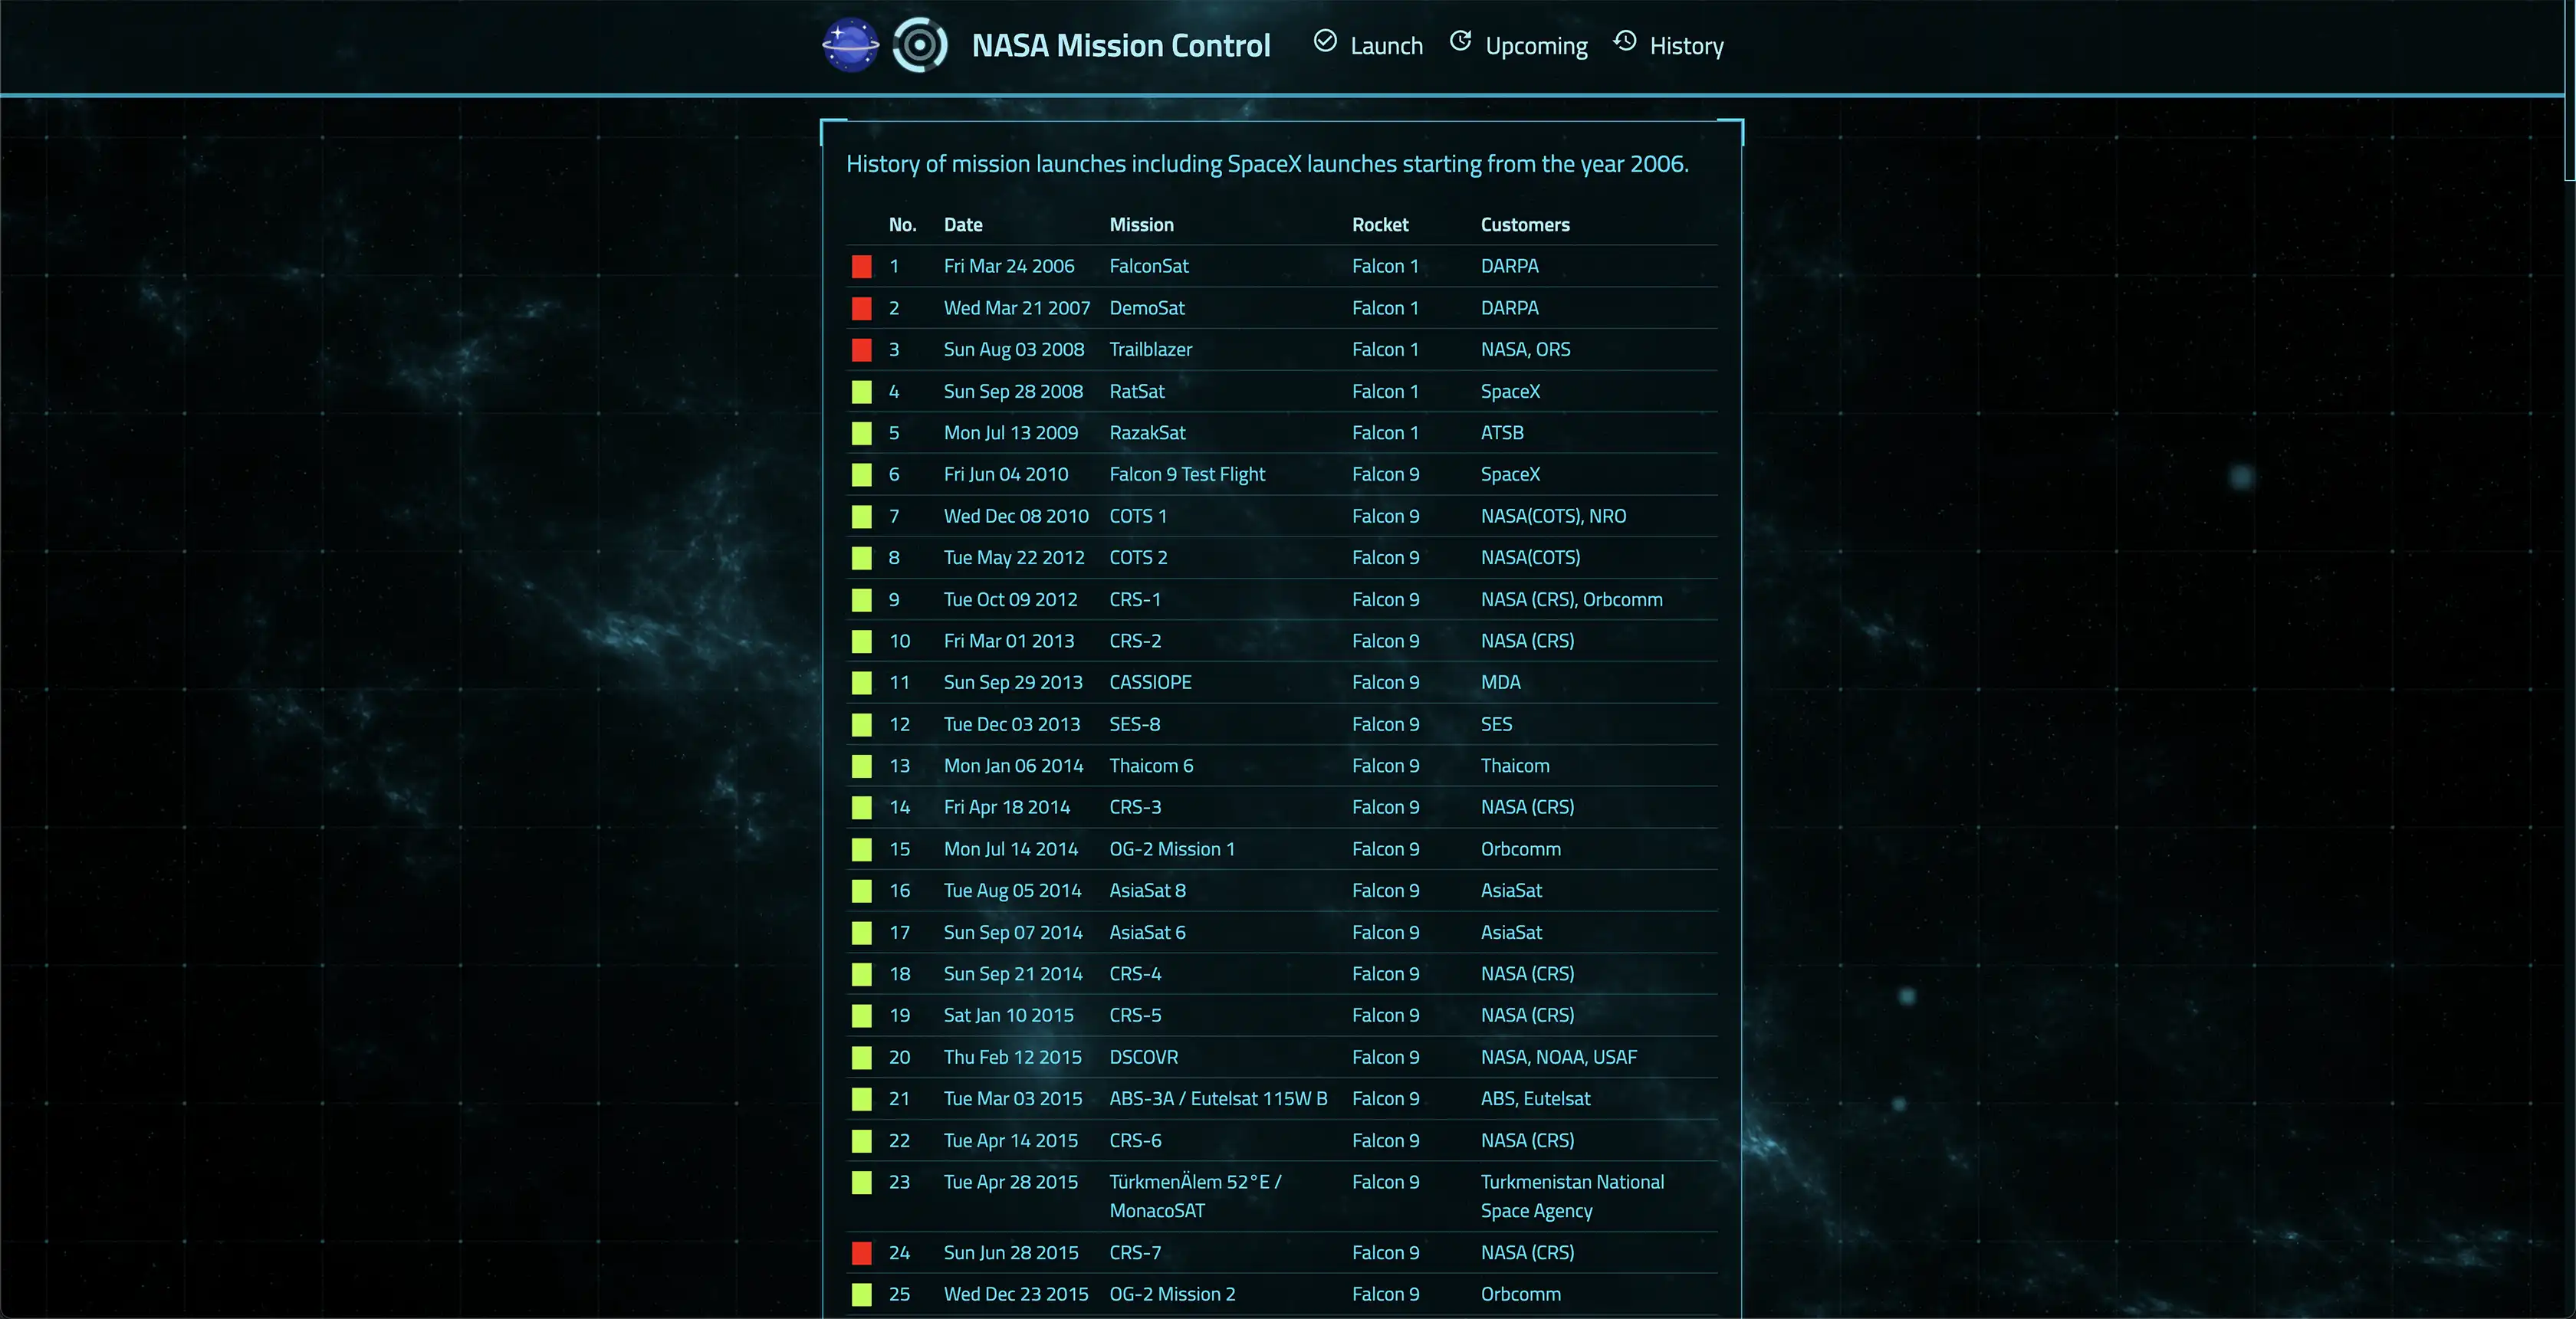 NASA Mission Control Launch Upcoming History
History of mission launches including SpaceX launches starting from the year 2006.
No. Date Mission Rocket Customers
1 Fri Mar 24 2006 FalconSat Falcon 1 DARPA
2 Wed Mar 21 2007 DemoSat Falcon 1 DARPA
3 Sun Aug 03 2008 Trailblazer Falcon 1 NASA, ORS
4 Sun Sep 28 2008 RatSat Falcon 1 SpaceX
5 Mon Jul 13 2009 RazakSat Falcon 1 ATSB
6 Fri Jun 04 2010 Falcon 9 Test Flight Falcon 9 SpaceX
7 Wed Dec 08 2010 COTS 1 Falcon 9 NASA(COTS), NRO
8 Tue May 22 2012 COTS 2 Falcon 9 NASA(COTS)
9 Tue Oct 09 2012 CRS-1 Falcon 9 NASA (CRS), Orbcomm
10 Fri Mar 01 2013 CRS-2 Falcon 9 NASA (CRS)
11 Sun Sep 29 2013 CASSIOPE Falcon 9 MDA
12 Tue Dec 03 2013 SES-8 Falcon 9 SES
13 Mon Jan 06 2014 Thaicom 6 Falcon 9 Thaicom
14 Fri Apr 18 2014 CRS-3 Falcon 9 NASA (CRS)
15 Mon Jul 14 2014 OG-2 Mission 1 Falcon 9 Orbcomm
16 Tue Aug 05 2014 AsiaSat 8 Falcon 9 AsiaSat
17 Sun Sep 07 2014 AsiaSat 6 Falcon 9 AsiaSat
18 Sun Sep 21 2014 CRS-4 Falcon 9 NASA (CRS)
19 Sat Jan 10 2015 CRS-5 Falcon 9 NASA (CRS)
20 Thu Feb 12 2015 DSCOVR Falcon 9 NASA, NOAA, USAF
21 Tue Mar 03 2015 ABS-3A / Eutelsat 115W B Falcon 9 ABS, Eutelsat
22 Tue Apr 14 2015 CRS-6 Falcon 9 NASA (CRS)
23 Tue Apr 28 2015 TürkmenÄlem 52°E / Falcon 9 Turkmenistan National
MonacoSAT Space Agency
24 Sun Jun 28 2015 CRS-7 Falcon 9 NASA (CRS)
25 Wed Dec 23 2015 OG-2 Mission 2 Falcon 9 Orbcomm